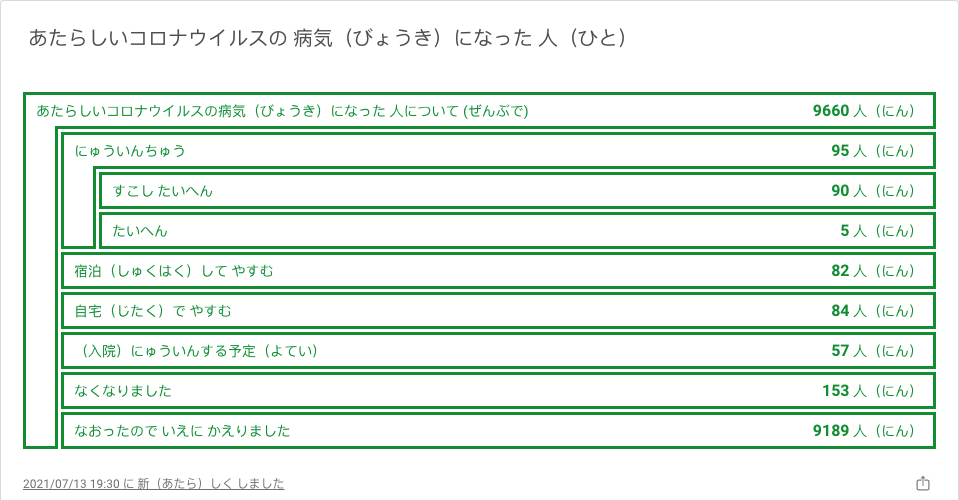 あたらしいコロナウイルスの 病気（びょうき）になった 人（ひと）
あたらしいコロナウイルスの病気（びょうき）になった 人について (ぜんぶで) 9660 人（にん）
にゅういんちゅう 95 人（にん）
すこし たいへん 90 人（にん）
たいへん 5 人（にん）
宿泊（しゅくはく）して やすむ 82 人（にん）
自宅（じたく）で やすむ 84 人（にん）
（入院）にゅういんする予定（よてい） 57 人（にん）
なくなりました 153 人（にん）
なおったので いえに かえりました 9189 人（にん）
2021/07/13 19:30 に 新（あたら）しく しました